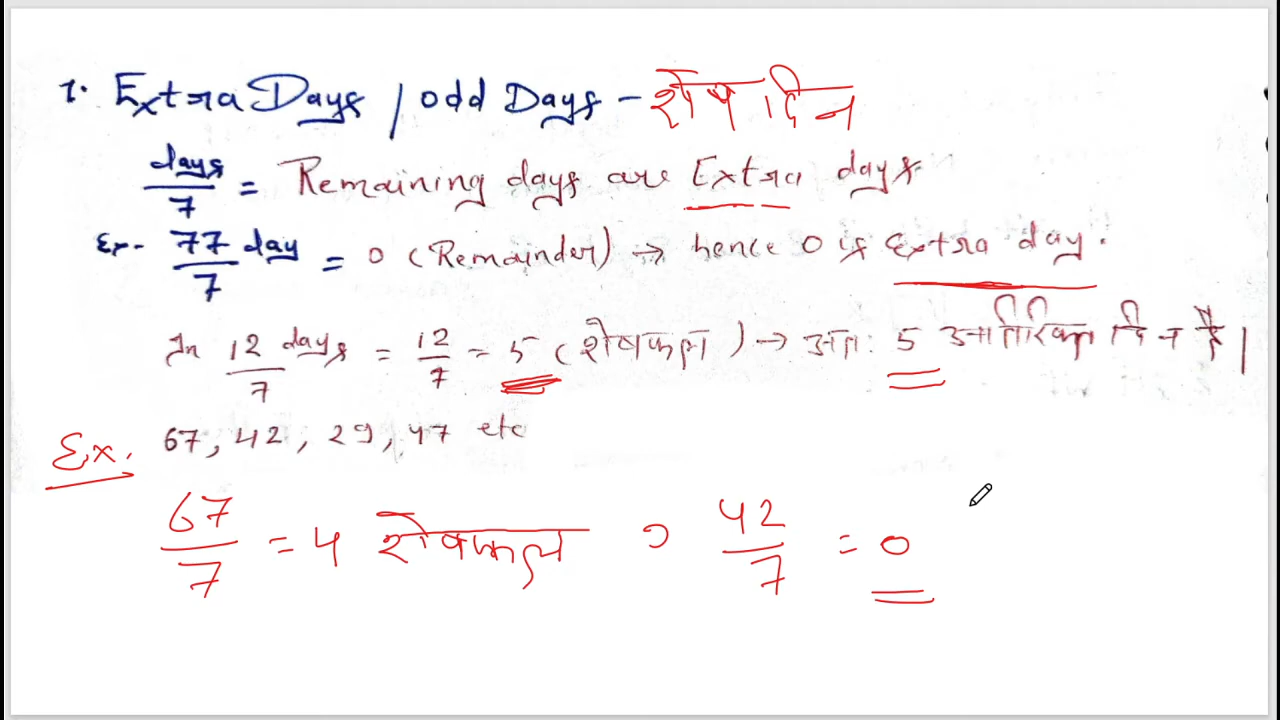 1. Extra Days / odd Days - शेष दिन
days/7 = Remaining days are Extra days
Ex- 77 day/7 = 0 (Remainder) → hence 0 is Extra day.
In 12 days/7 = 12/7 = 5 (शेषफल) → अतः 5 अतिरिक्त दिन है।
Ex. 67, 42, 29, 47 etc
67/7 = 4 शेषफल , 42/7 = 0